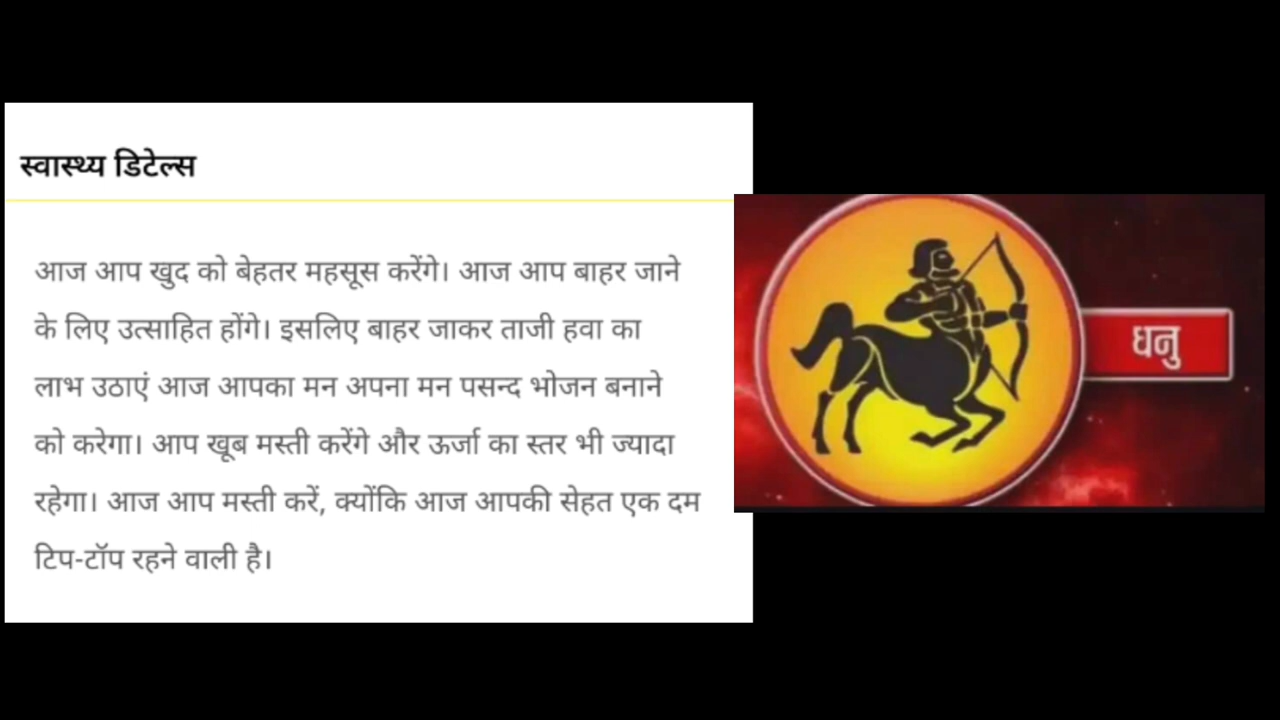 स्वास्थ्य डिटेल्स
आज आप खुद को बेहतर महसूस करेंगे। आज आप बाहर जाने
के लिए उत्साहित होंगे। इसलिए बाहर जाकर ताजी हवा का
लाभ उठाएं आज आपका मन अपना मन पसन्द भोजन बनाने
को करेगा। आप खूब मस्ती करेंगे और ऊर्जा का स्तर भी ज्यादा
रहेगा। आज आप मस्ती करें, क्योंकि आज आपकी सेहत एक दम
टिप-टॉप रहने वाली है।
धनु